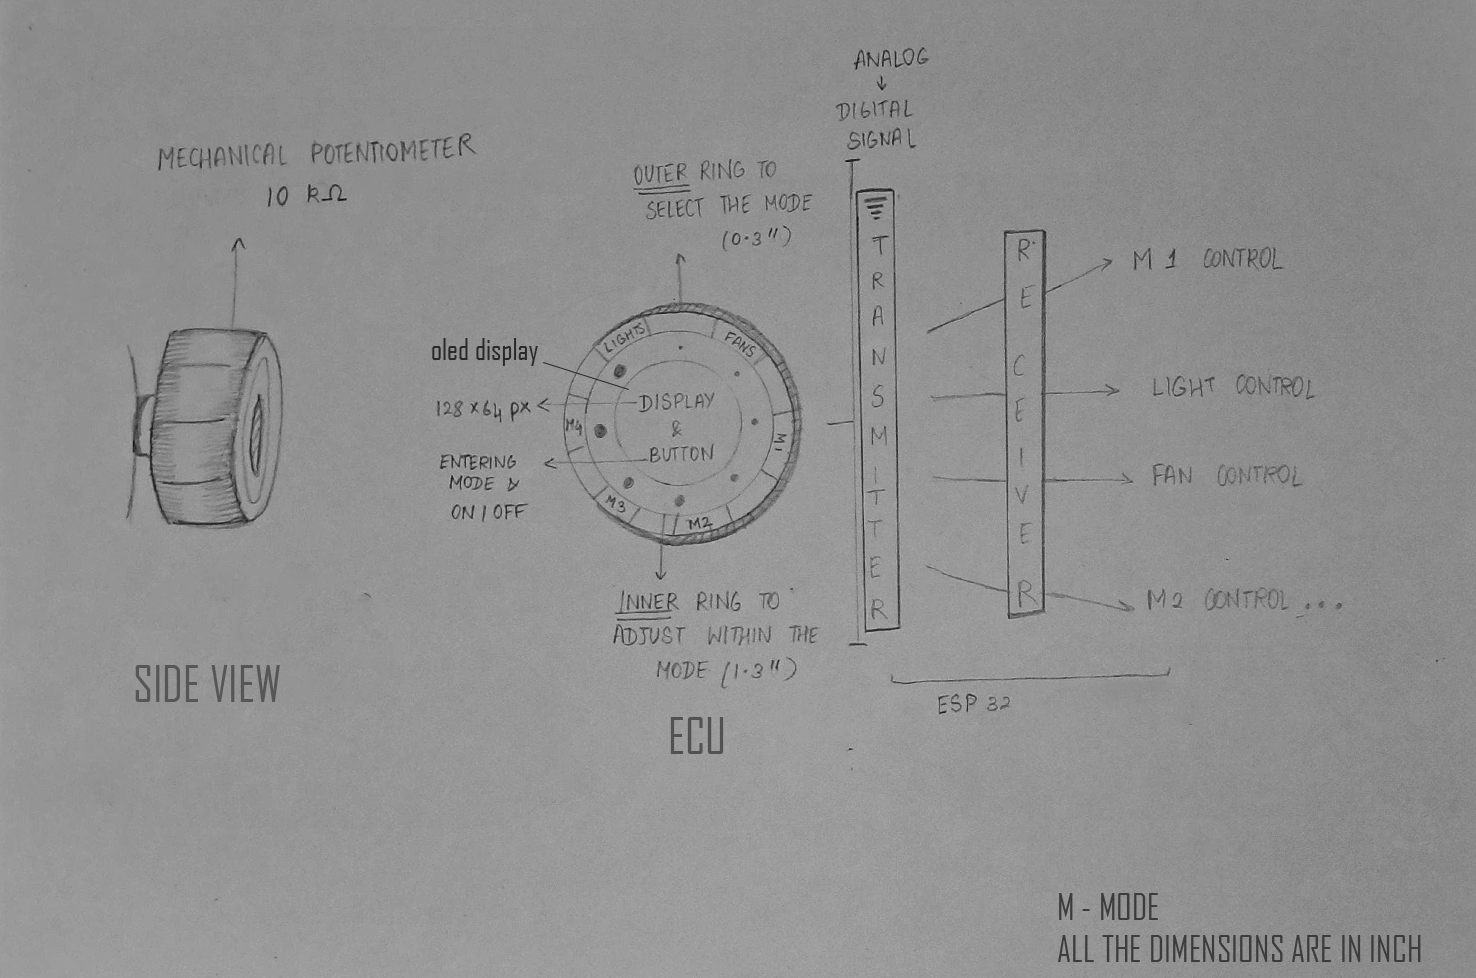 MECHANICAL POTENTIOMETER
10 kΩ
SIDE VIEW
OUTER RING TO
SELECT THE MODE
(0.3")
oled display
128 x 64 px
ENTERING
MODE &
ON / OFF
LIGHTS
FANS
M1
M2
M3
M4
DISPLAY
&
BUTTON
INNER RING TO
ADJUST WITHIN THE
MODE (1.3")
ECU
ANALOG
↓
DIGITAL
SIGNAL
TRANSMITTER
RECEIVER
M 1 CONTROL
LIGHT CONTROL
FAN CONTROL
M2 CONTROL ...
ESP 32
M - MODE
ALL THE DIMENSIONS ARE IN INCH